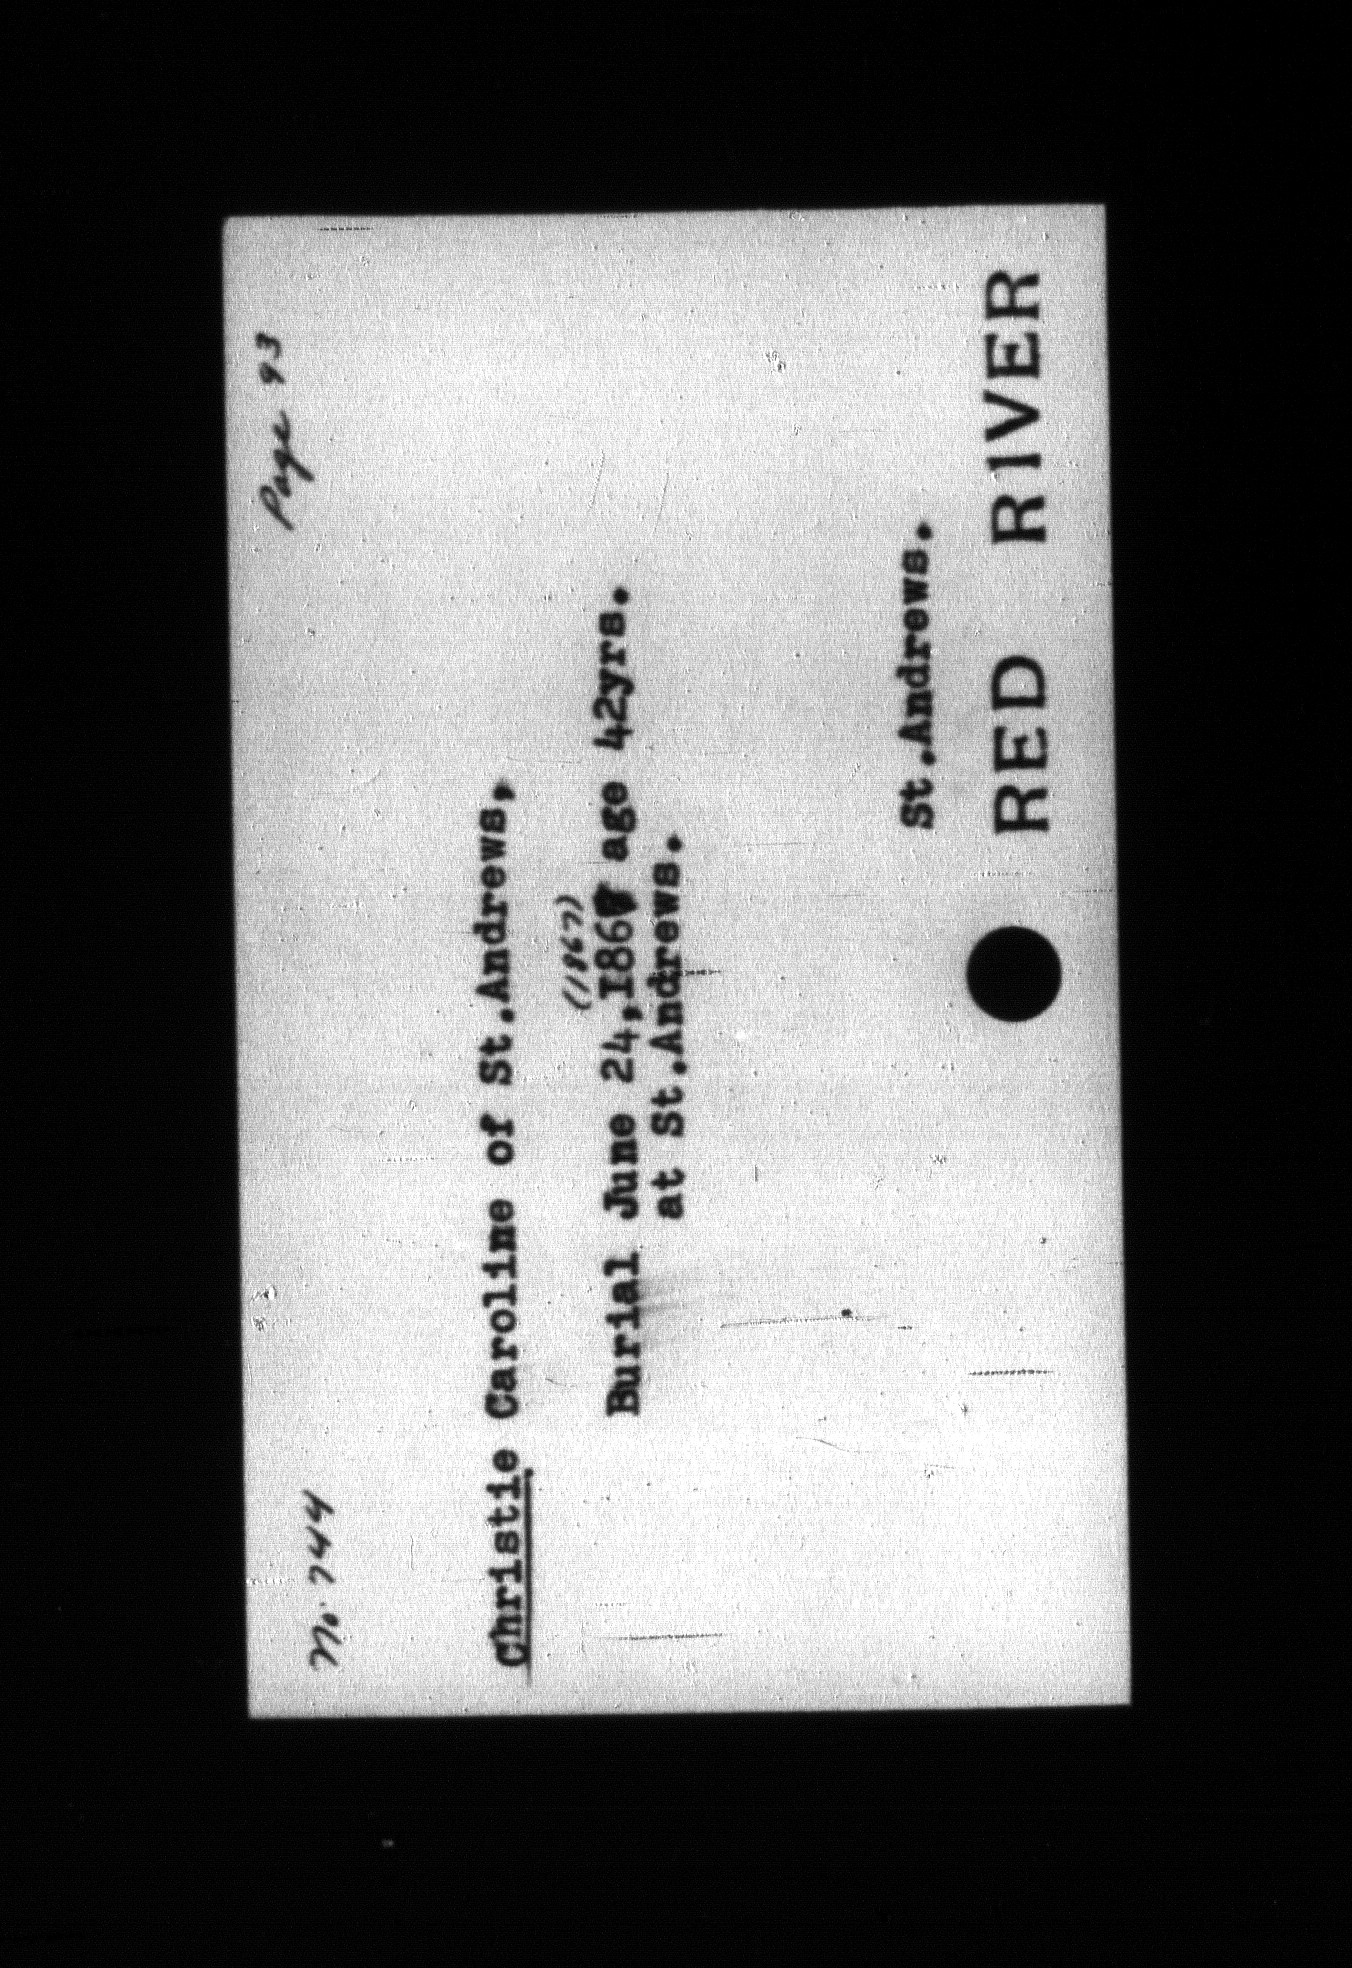 No. 744
Page 93
Christie Caroline of St.Andrews,
(1867)
Burial June 24,1867 age 42yrs.
at St.Andrews.
St.Andrews.
RED RIVER